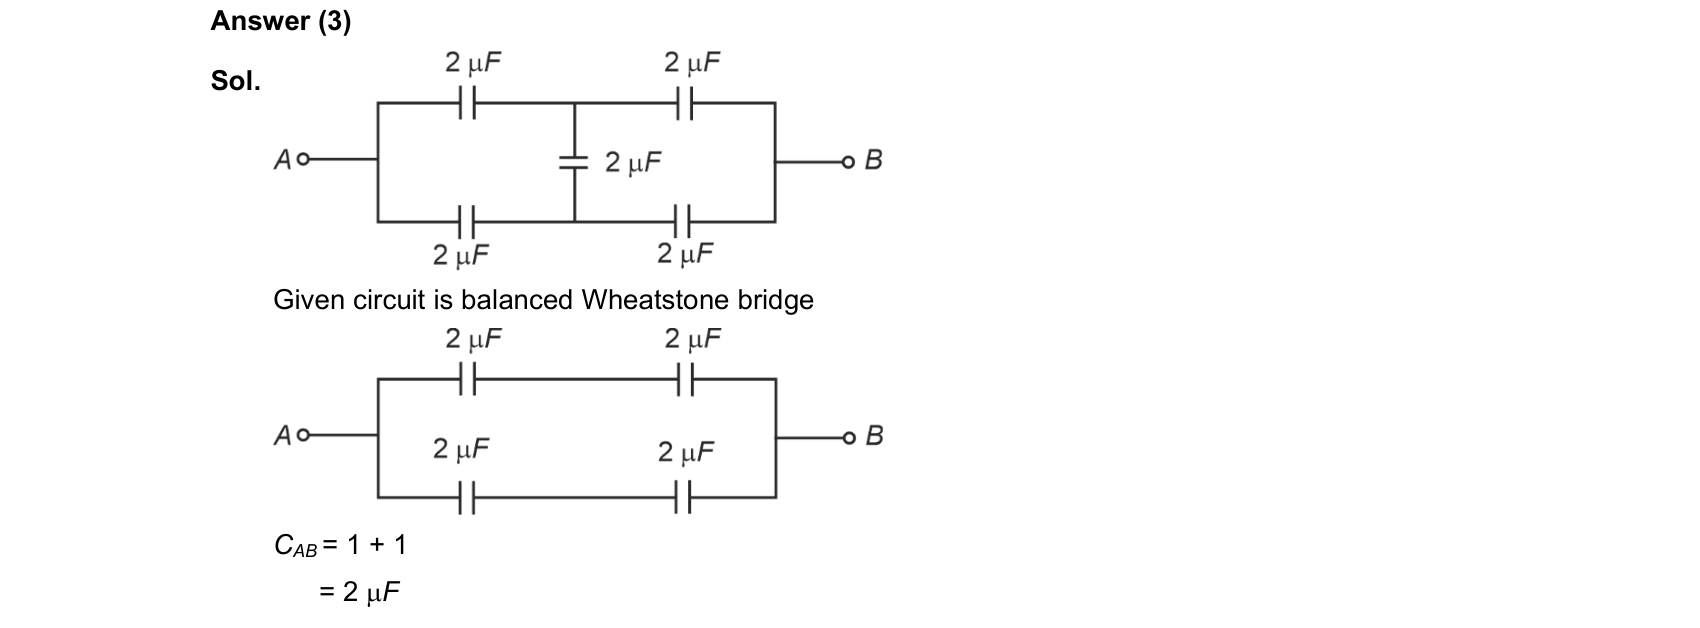 Answer (3)
2 μF 2 μF
Sol.
A 2 μF B
2 μF 2 μF
Given circuit is balanced Wheatstone bridge
2 μF 2 μF
A B
2 μF 2 μF
C_AB = 1 + 1
= 2 μF